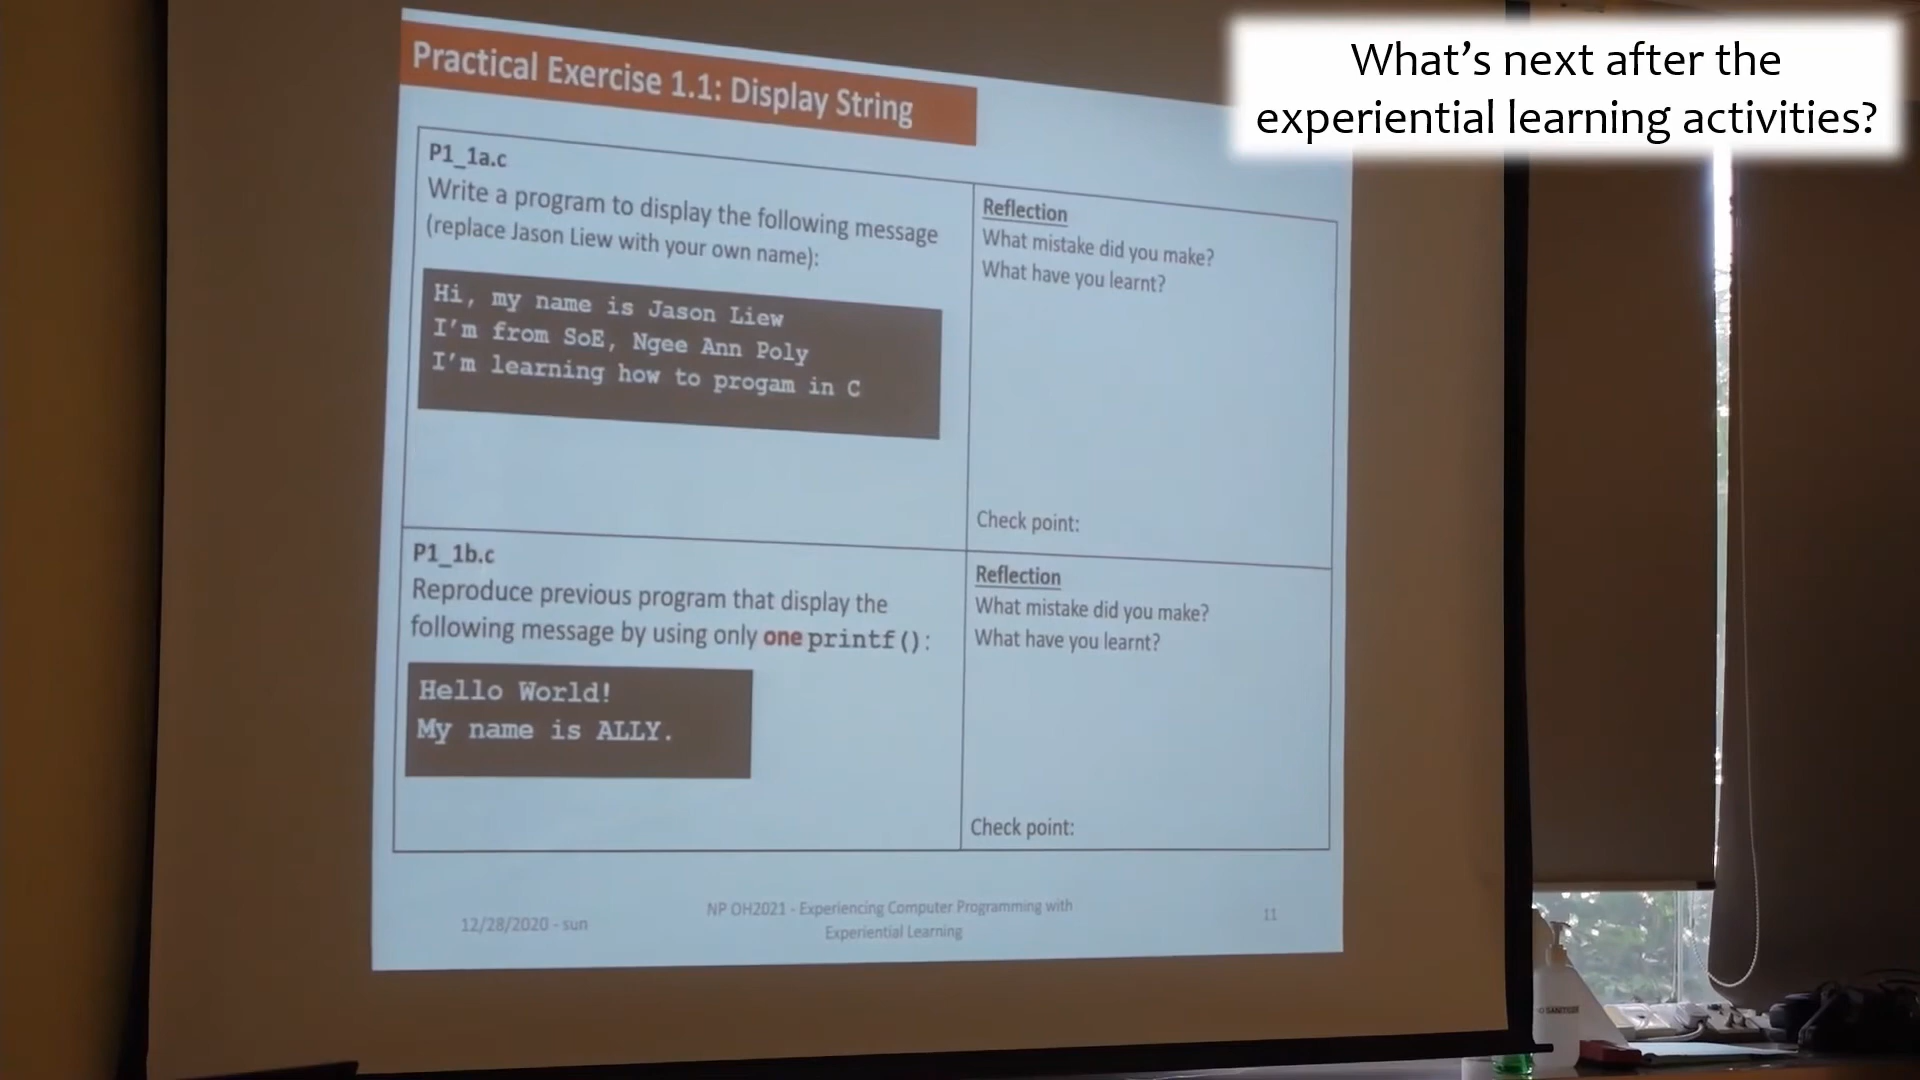 What's next after the
experiential learning activities?
Practical Exercise 1.1: Display String
P1_1a.c
Write a program to display the following message
(replace Jason Liew with your own name):
Hi, my name is Jason Liew
I'm from SoE, Ngee Ann Poly
I'm learning how to progam in C
Reflection
What mistake did you make?
What have you learnt?
Check point:
P1_1b.c
Reproduce previous program that display the
following message by using only one printf():
Hello World!
My name is ALLY.
Reflection
What mistake did you make?
What have you learnt?
Check point:
12/28/2020 - sun
NP OH2021 - Experiencing Computer Programming with
Experiential Learning
11